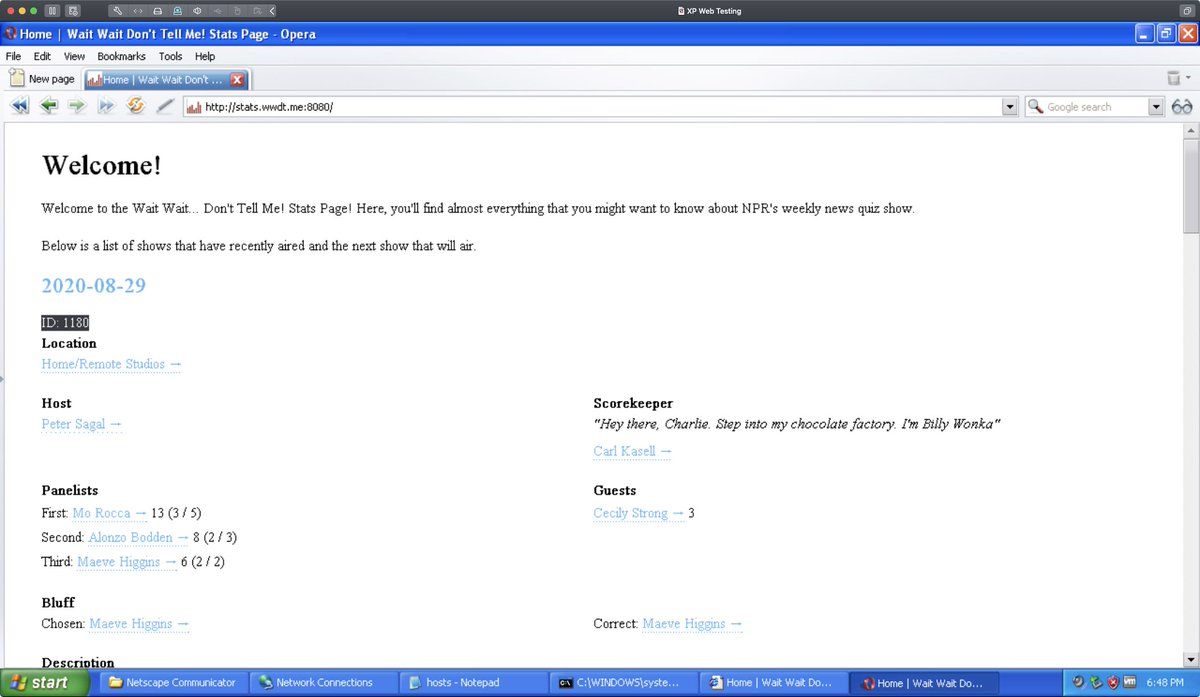 XP Web Testing
Home | Wait Wait Don't Tell Me! Stats Page - Opera
File Edit View Bookmarks Tools Help
New page Home | Wait Wait Don't ...
http://stats.wwdt.me:8080/ Google search
Welcome!
Welcome to the Wait Wait... Don't Tell Me! Stats Page! Here, you'll find almost everything that you might want to know about NPR's weekly news quiz show.
Below is a list of shows that have recently aired and the next show that will air.
2020-08-29
ID: 1180
Location
Home/Remote Studios →
Host
Peter Sagal →
Scorekeeper
"Hey there, Charlie. Step into my chocolate factory. I'm Billy Wonka"
Carl Kasell →
Panelists
First: Mo Rocca → 13 (3 / 5)
Second: Alonzo Bodden → 8 (2 / 3)
Third: Maeve Higgins → 6 (2 / 2)
Guests
Cecily Strong → 3
Bluff
Chosen: Maeve Higgins →
Correct: Maeve Higgins →
Description
start Netscape Communicator Network Connections hosts - Notepad C:\WINDOWS\syste... Home | Wait Wait Do... Home | Wait Wait Do... 6:48 PM